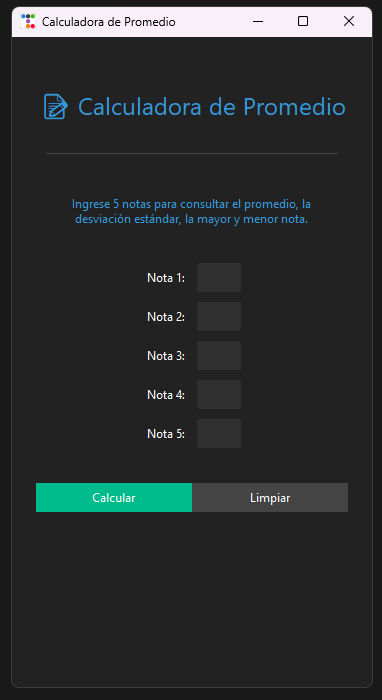 Calculadora de Promedio
Calculadora de Promedio
Ingrese 5 notas para consultar el promedio, la
desviación estándar, la mayor y menor nota.
Nota 1:
Nota 2:
Nota 3:
Nota 4:
Nota 5:
Calcular Limpiar